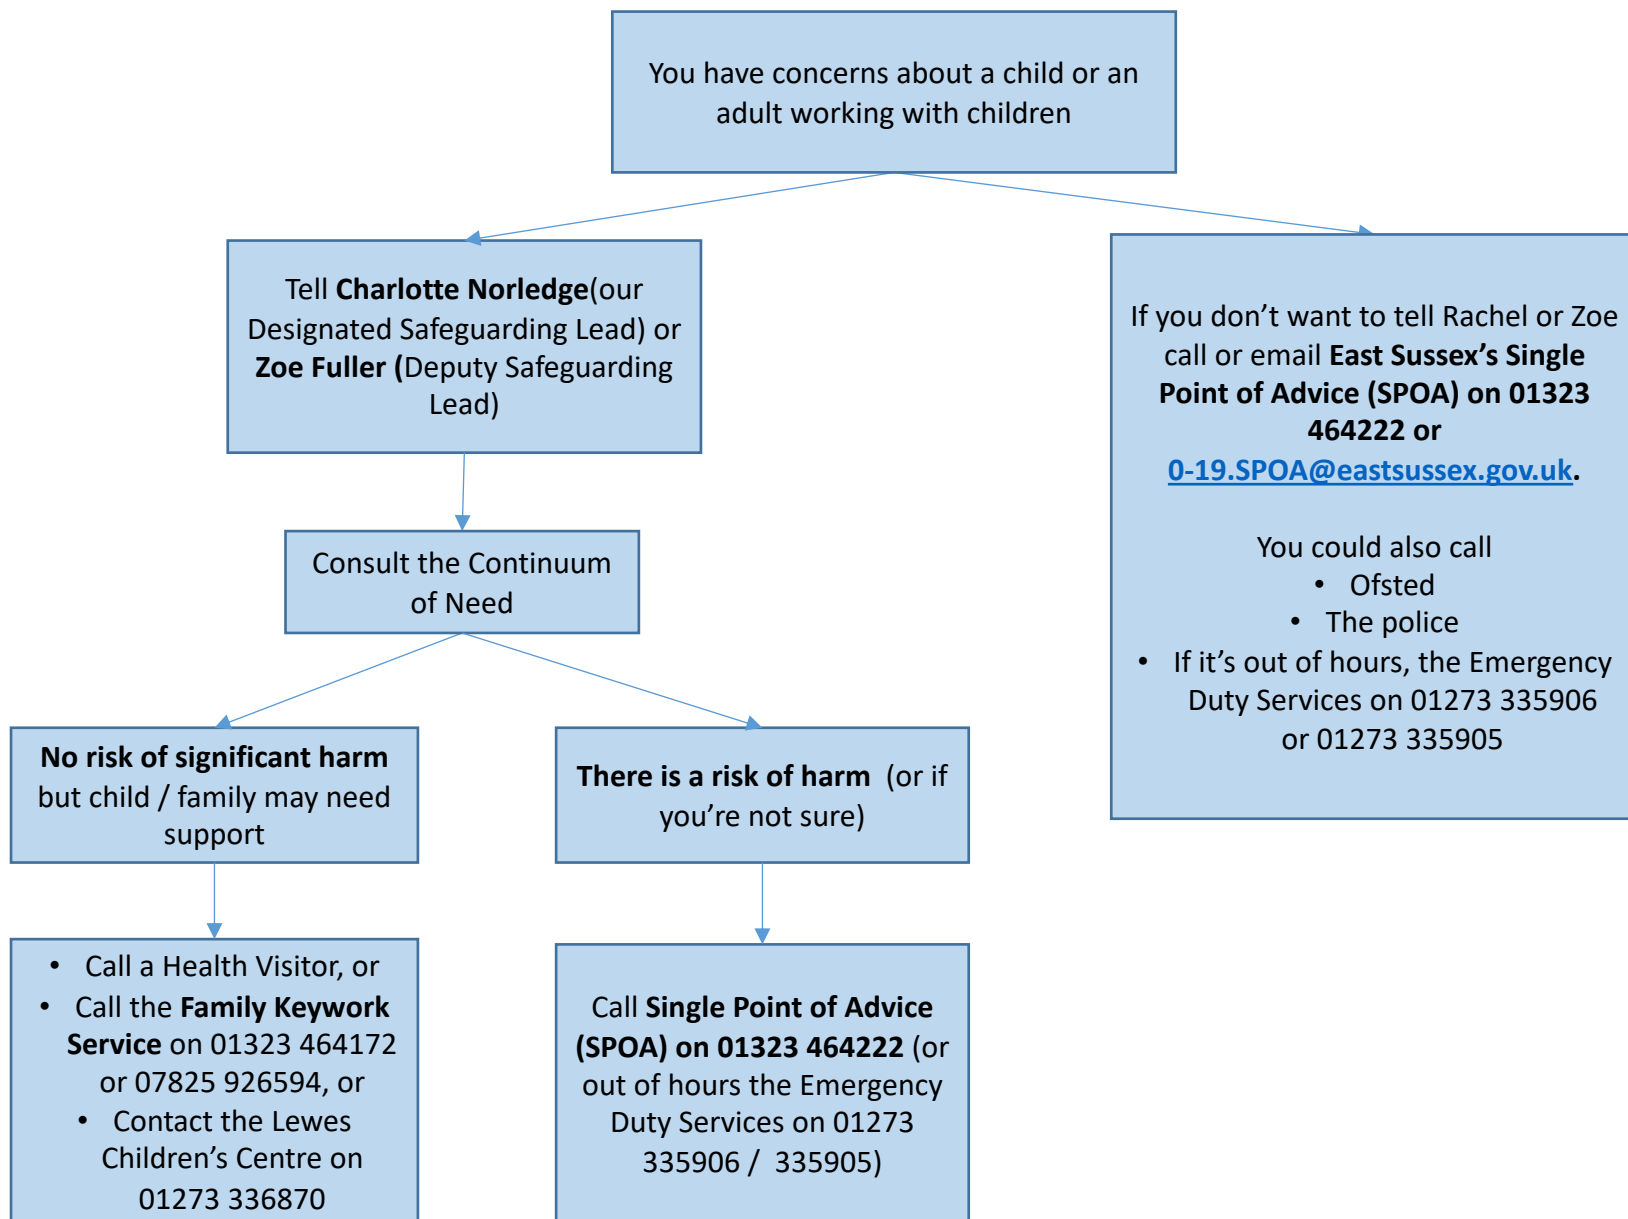 You have concerns about a child or an
adult working with children
Tell Charlotte Norledge(our
Designated Safeguarding Lead) or
Zoe Fuller (Deputy Safeguarding
Lead)
If you don’t want to tell Rachel or Zoe
call or email East Sussex’s Single
Point of Advice (SPOA) on 01323
464222 or
0-19.SPOA@eastsussex.gov.uk.
You could also call
• Ofsted
• The police
• If it’s out of hours, the Emergency
Duty Services on 01273 335906
or 01273 335905
Consult the Continuum
of Need
No risk of significant harm
but child / family may need
support
There is a risk of harm (or if
you’re not sure)
• Call a Health Visitor, or
• Call the Family Keywork
Service on 01323 464172
or 07825 926594, or
• Contact the Lewes
Children’s Centre on
01273 336870
Call Single Point of Advice
(SPOA) on 01323 464222 (or
out of hours the Emergency
Duty Services on 01273
335906 / 335905)